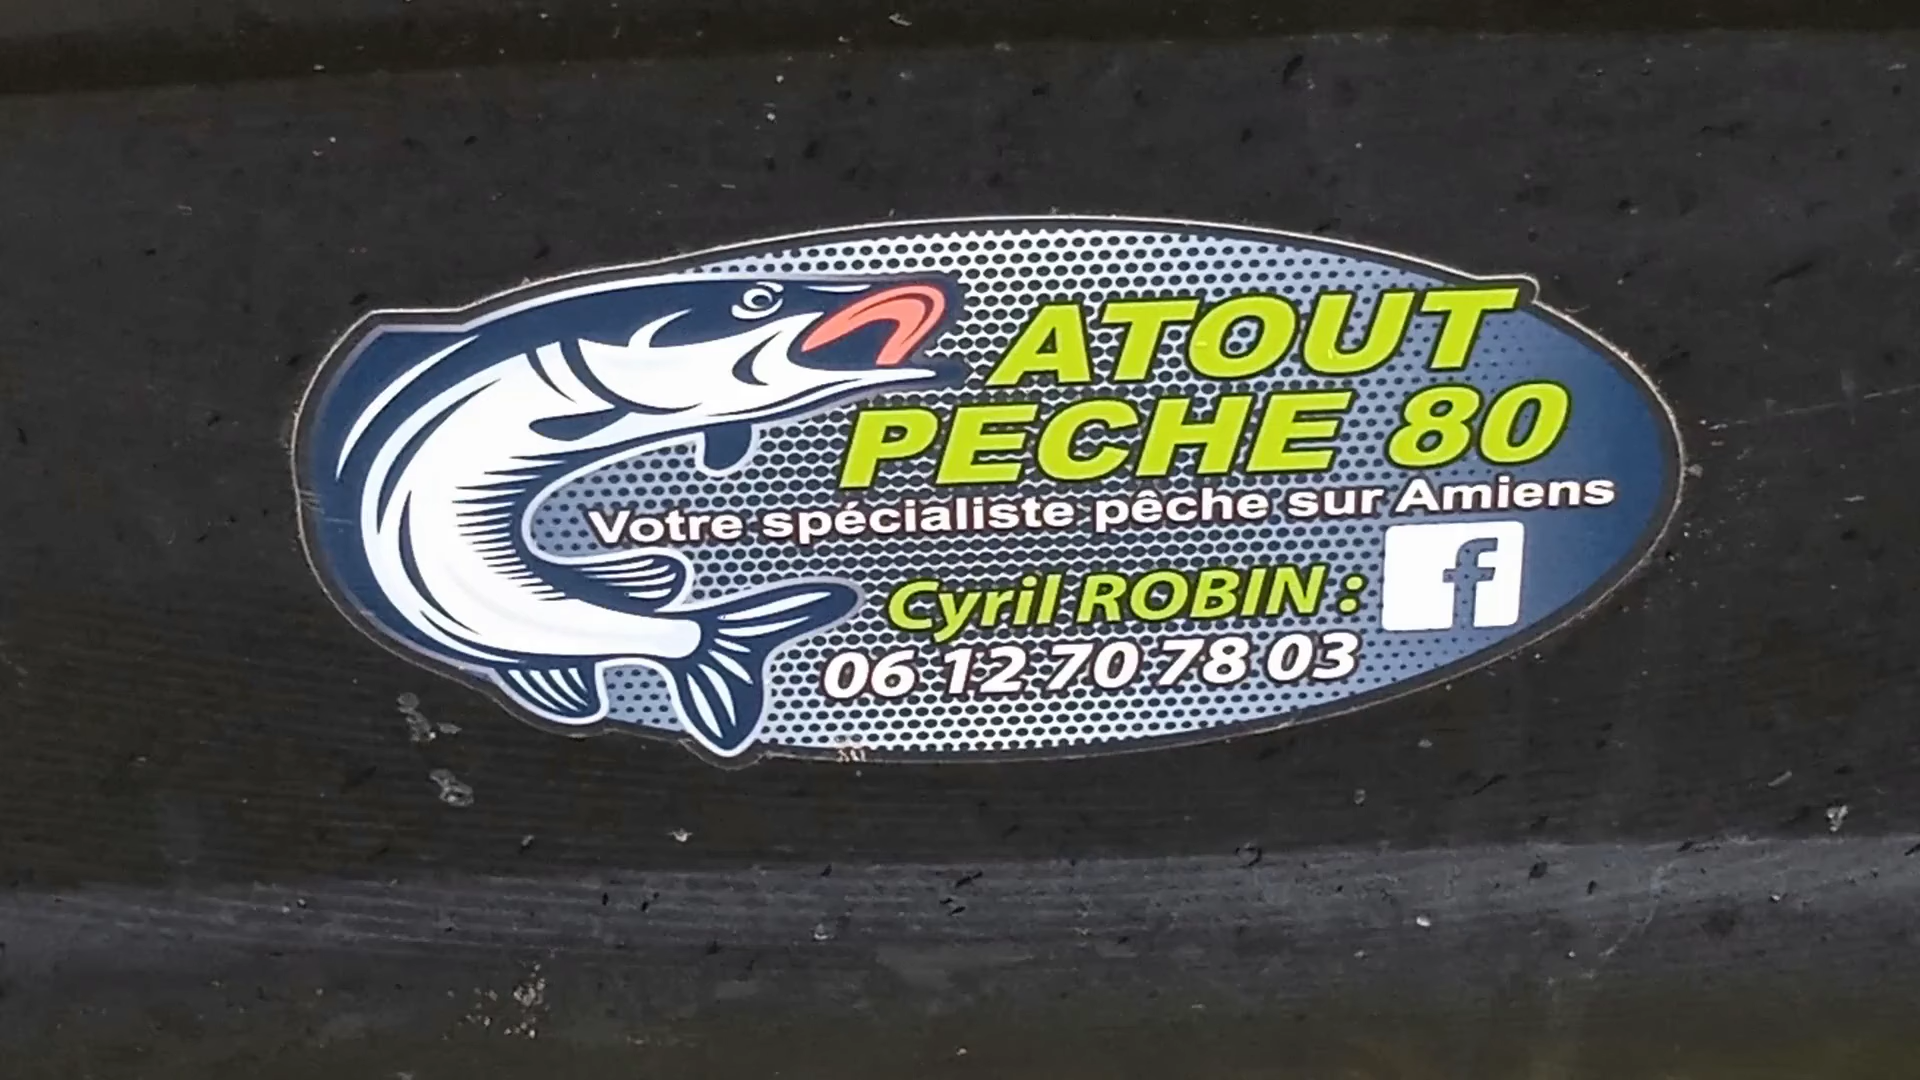 ATOUT
PECHE 80
Votre spécialiste pêche sur Amiens
Cyril ROBIN :
f
06 12 70 78 03